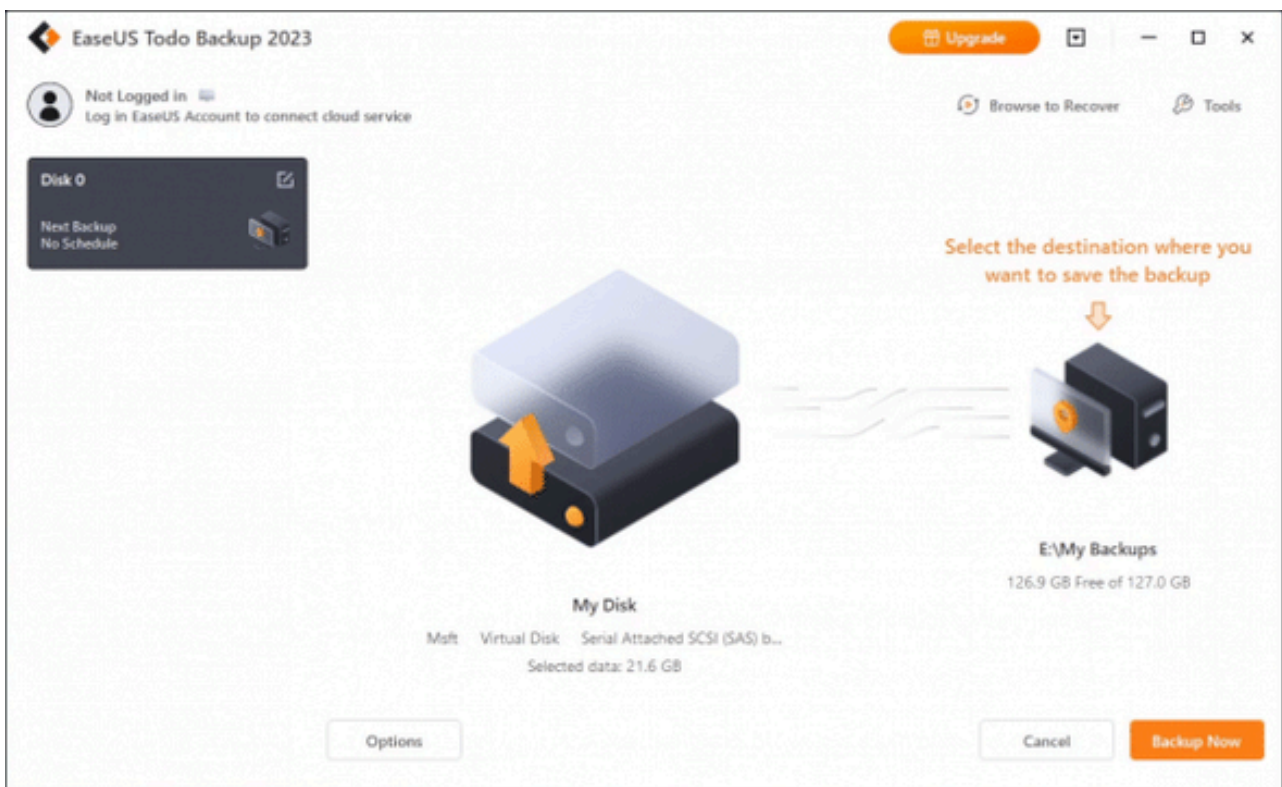 EaseUS Todo Backup 2023
Upgrade
Not Logged in
Log in EaseUS Account to connect cloud service
Browse to Recover
Tools
Disk 0
Next Backup
No Schedule
Select the destination where you
want to save the backup
E:\My Backups
126.9 GB Free of 127.0 GB
My Disk
Msft Virtual Disk Serial Attached SCSI (SAS) b...
Selected data: 21.6 GB
Options
Cancel
Backup Now